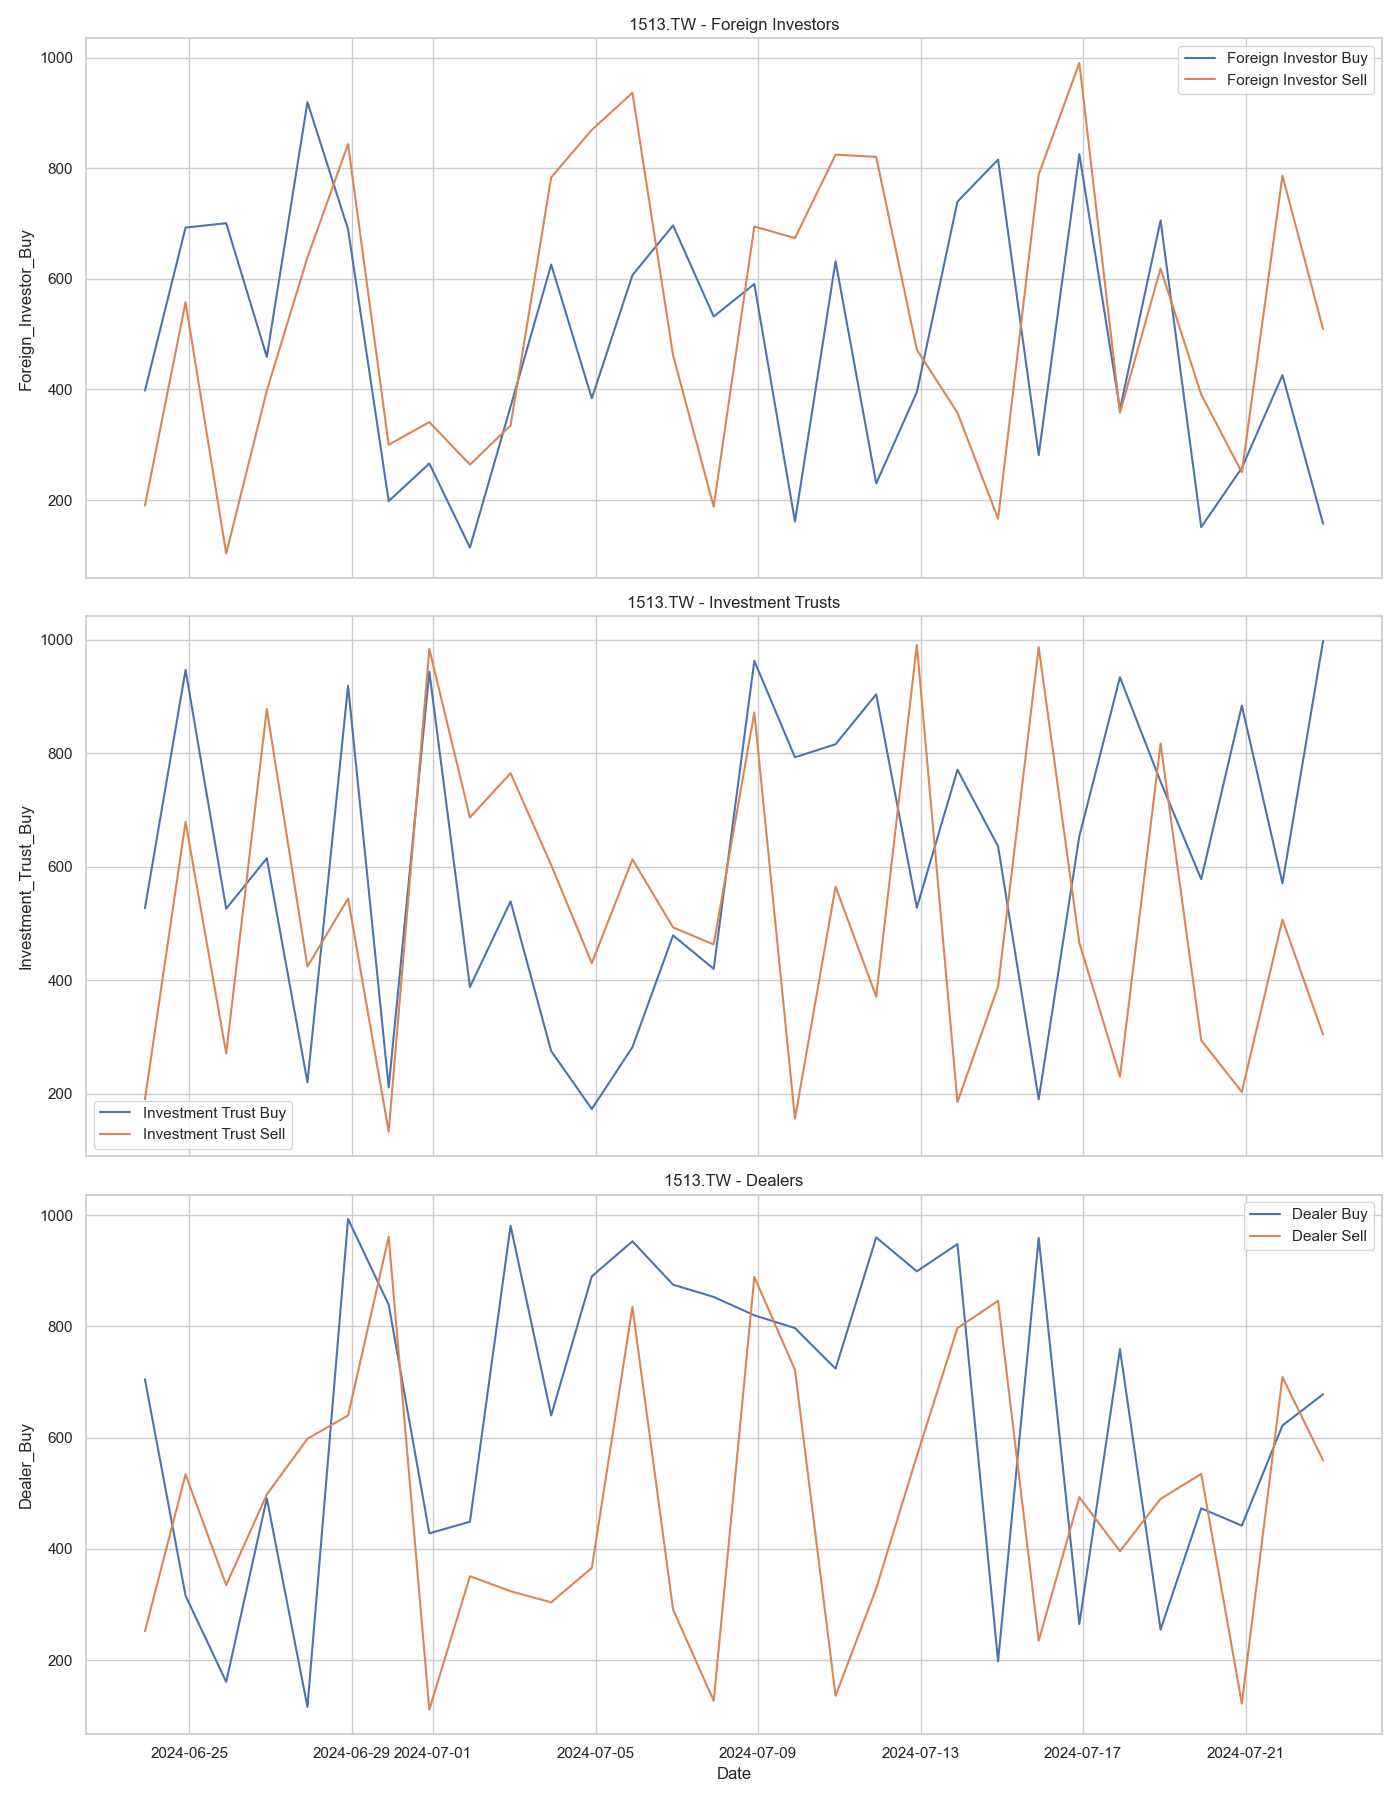 1513.TW - Foreign Investors
1000
800
600
400
200
Foreign_Investor_Buy
Foreign Investor Buy
Foreign Investor Sell
1513.TW - Investment Trusts
1000
800
600
400
200
Investment_Trust_Buy
Investment Trust Buy
Investment Trust Sell
1513.TW - Dealers
1000
800
600
400
200
Dealer_Buy
Dealer Buy
Dealer Sell
2024-06-25 2024-06-29 2024-07-01 2024-07-05 2024-07-09 2024-07-13 2024-07-17 2024-07-21
Date